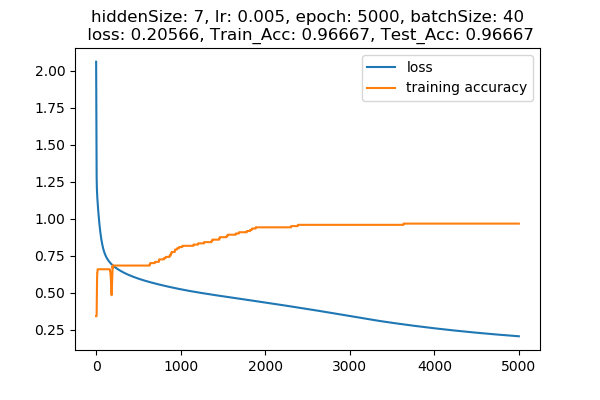 hiddenSize: 7, lr: 0.005, epoch: 5000, batchSize: 40
loss: 0.20566, Train_Acc: 0.96667, Test_Acc: 0.96667
loss
training accuracy
2.00
1.75
1.50
1.25
1.00
0.75
0.50
0.25
0 1000 2000 3000 4000 5000